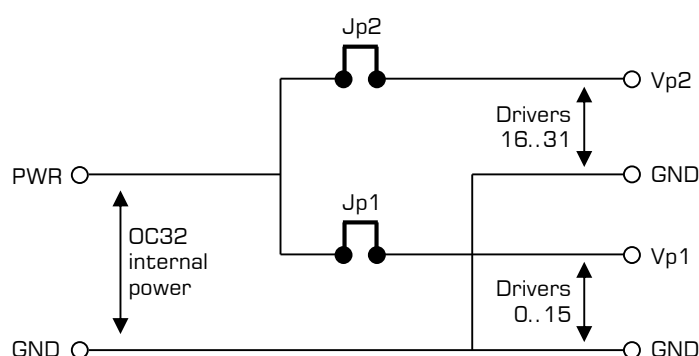 Jp2
Vp2
Drivers
16..31
PWR
GND
Jp1
OC32
internal
power
Vp1
Drivers
0..15
GND
GND